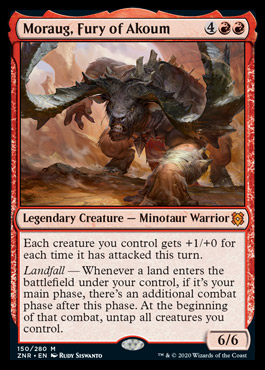 Moraug, Fury of Akoum 4
Legendary Creature — Minotaur Warrior
Each creature you control gets +1/+0 for
each time it has attacked this turn.
Landfall — Whenever a land enters the
battlefield under your control, if it's your
main phase, there's an additional combat
phase after this phase. At the beginning
of that combat, untap all creatures you
control.
6/6
150/280 M
ZNR • EN RUDY SISWANTO
™ & © 2020 Wizards of the Coast